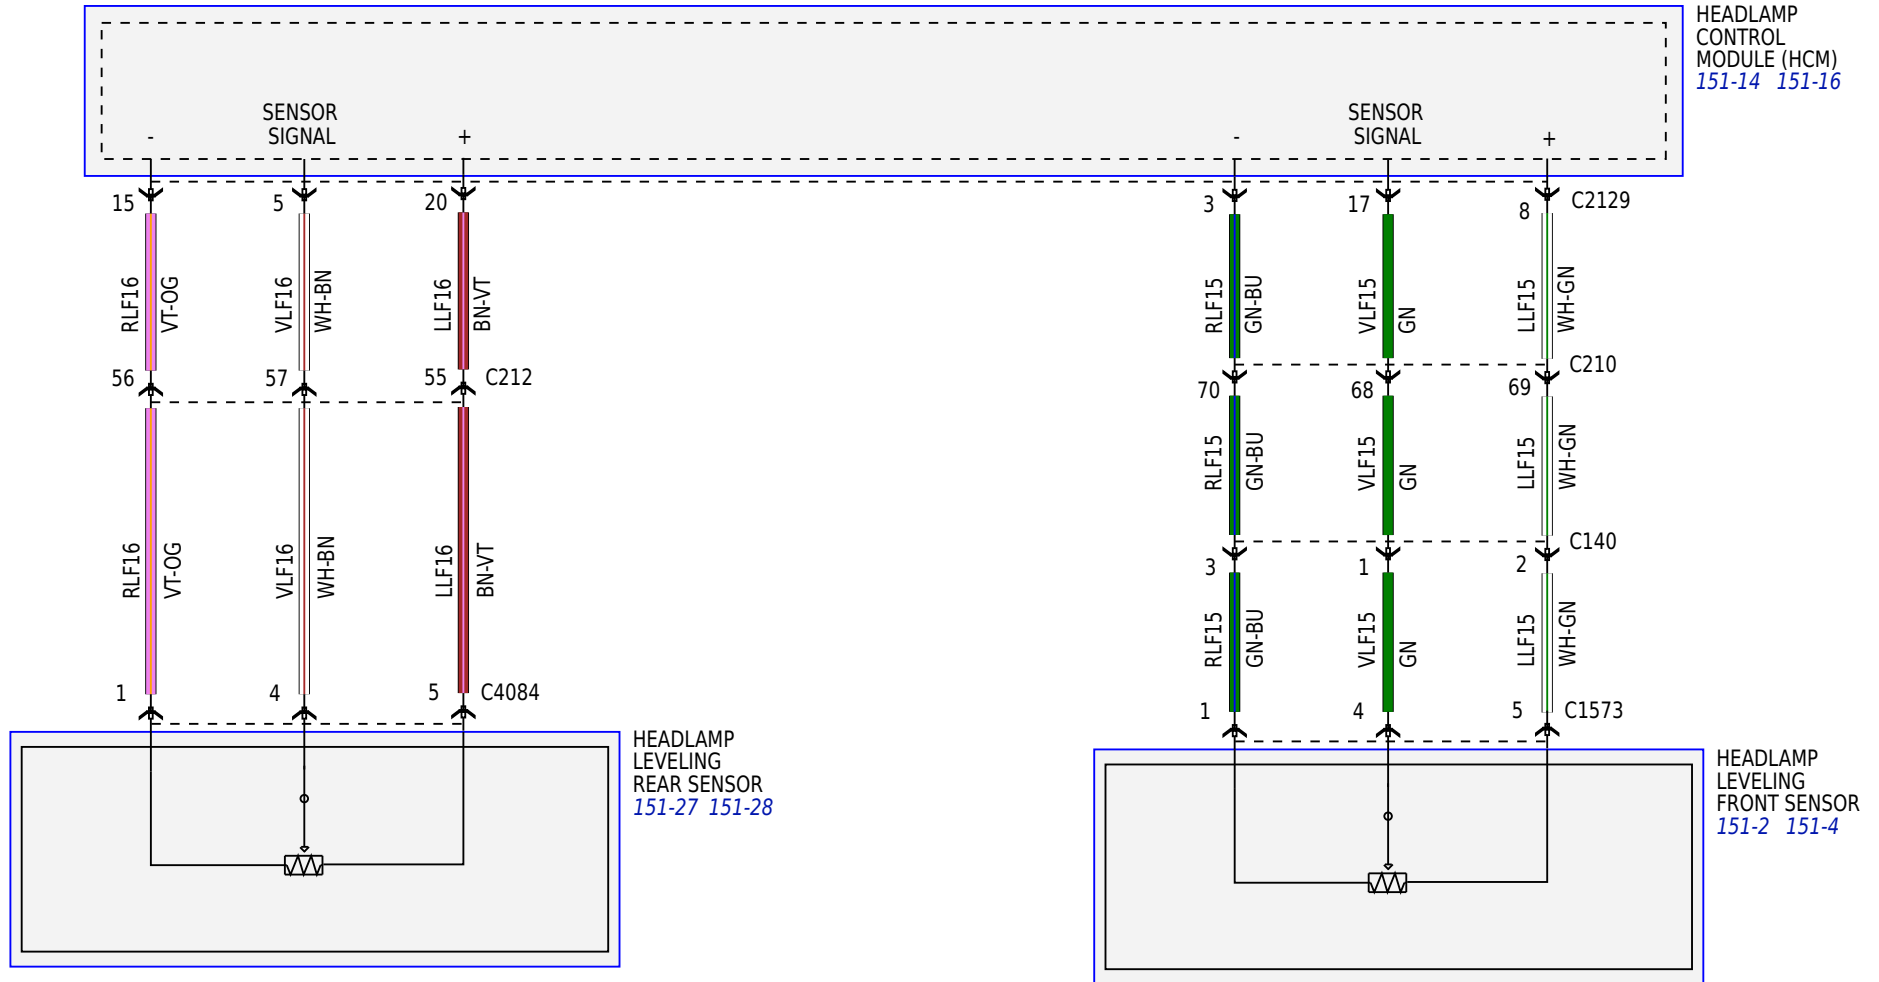 HEADLAMP
CONTROL
MODULE (HCM)
151-14 151-16
SENSOR
SIGNAL
- +
SENSOR
SIGNAL
- +
15 5 20
3 17 8 C2129
RLF16 VT-OG VLF16 WH-BN LLF16 BN-VT
RLF15 GN-BU VLF15 GN LLF15 WH-GN
56 57 55 C212
C210
70 68 69
RLF15 GN-BU VLF15 GN LLF15 WH-GN
C140
3 1 2
RLF16 VT-OG VLF16 WH-BN LLF16 BN-VT
RLF15 GN-BU VLF15 GN LLF15 WH-GN
1 4 5 C4084
1 4 5 C1573
HEADLAMP
LEVELING
REAR SENSOR
151-27 151-28
HEADLAMP
LEVELING
FRONT SENSOR
151-2 151-4